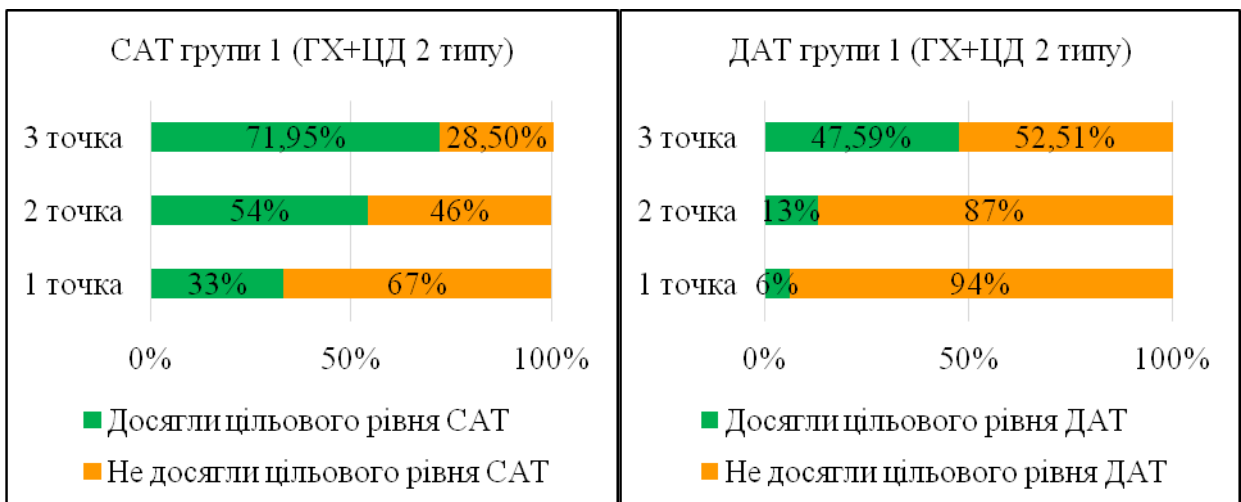 САТ групи 1 (ГХ+ЦД 2 типу)
3 точка
71,95%
28,50%
2 точка
54%
46%
1 точка
33%
67%
0%
50%
100%
Досягли цільового рівня САТ
Не досягли цільового рівня САТ
ДАТ групи 1 (ГХ+ЦД 2 типу)
3 точка
47,59%
52,51%
2 точка
13%
87%
1 точка
6%
94%
0%
50%
100%
Досягли цільового рівня ДАТ
Не досягли цільового рівня ДАТ